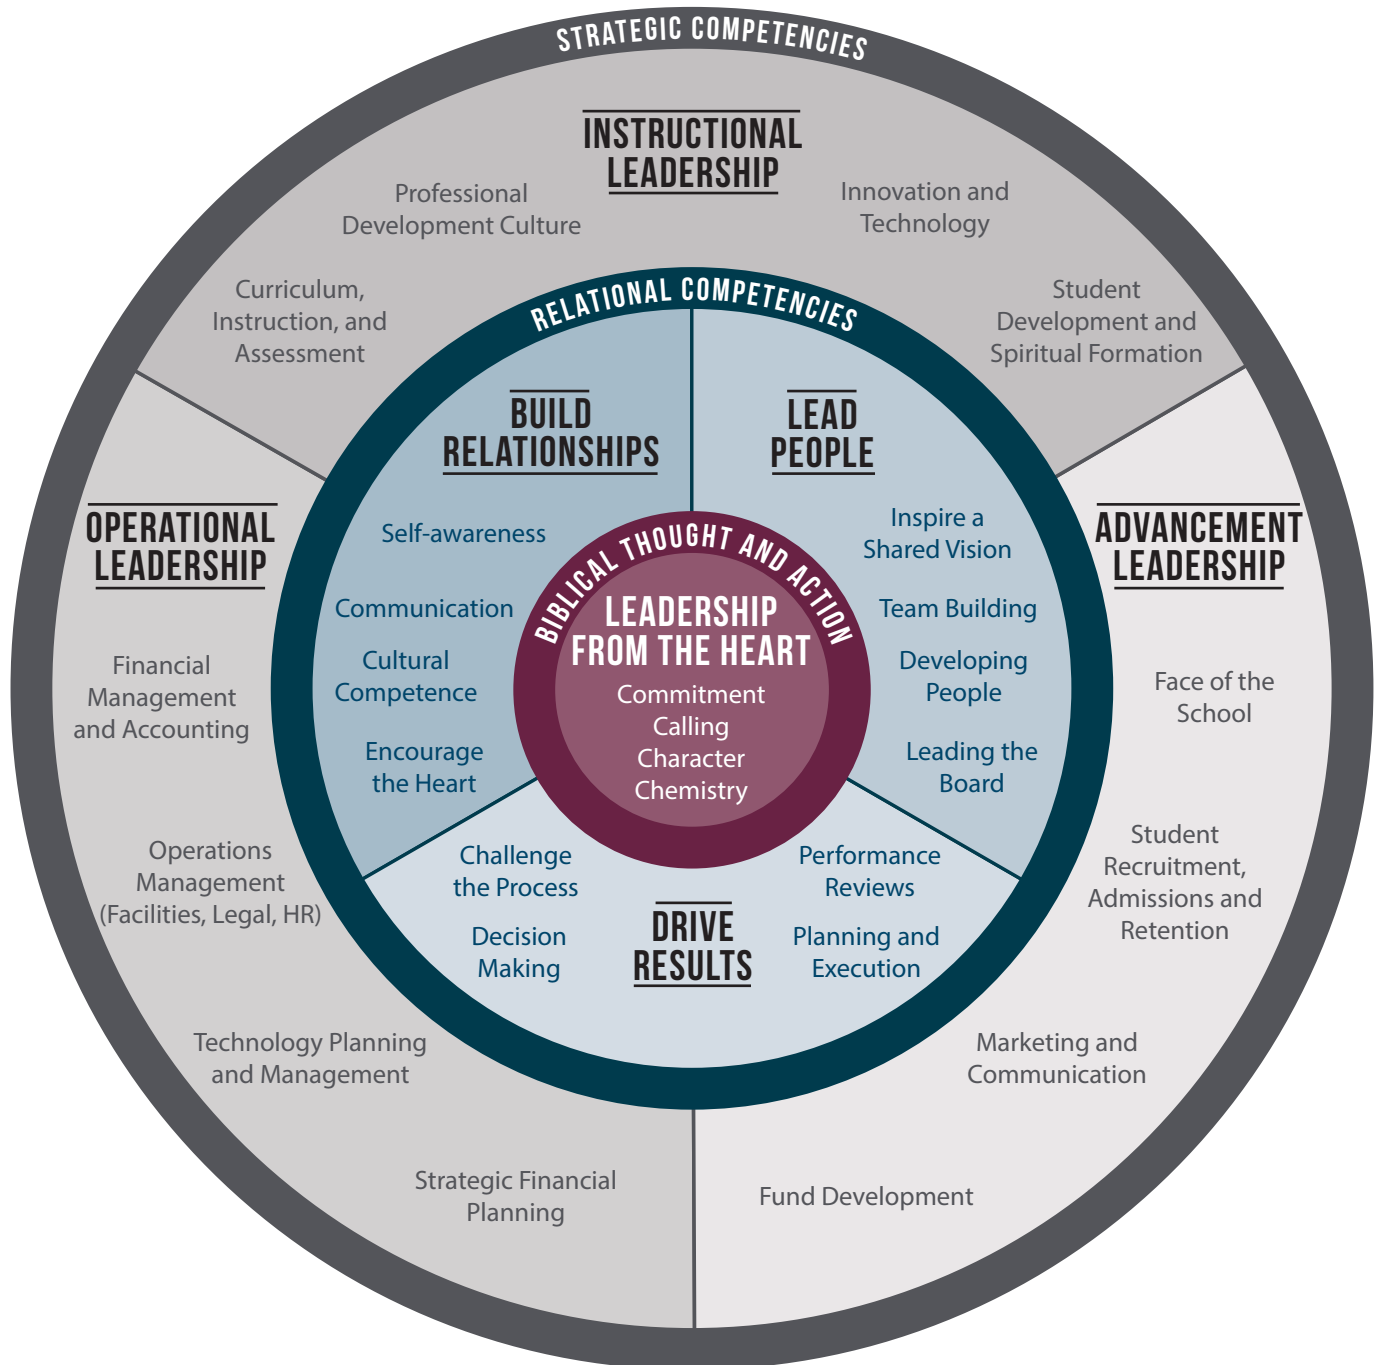 STRATEGIC COMPETENCIES
INSTRUCTIONAL
LEADERSHIP
Professional
Development Culture
Innovation and
Technology
Curriculum,
Instruction, and
Assessment
Student
Development and
Spiritual Formation
RELATIONAL COMPETENCIES
BUILD
RELATIONSHIPS
Self-awareness
Communication
Cultural
Competence
Encourage
the Heart
LEAD
PEOPLE
Inspire a
Shared Vision
Team Building
Developing
People
Leading the
Board
BIBLICAL THOUGHT AND ACTION
LEADERSHIP
FROM THE HEART
Commitment
Calling
Character
Chemistry
Challenge
the Process
Decision
Making
DRIVE
RESULTS
Performance
Reviews
Planning and
Execution
OPERATIONAL
LEADERSHIP
Financial
Management
and Accounting
Operations
Management
(Facilities, Legal, HR)
Technology Planning
and Management
Strategic Financial
Planning
ADVANCEMENT
LEADERSHIP
Face of the
School
Student
Recruitment,
Admissions and
Retention
Marketing and
Communication
Fund Development